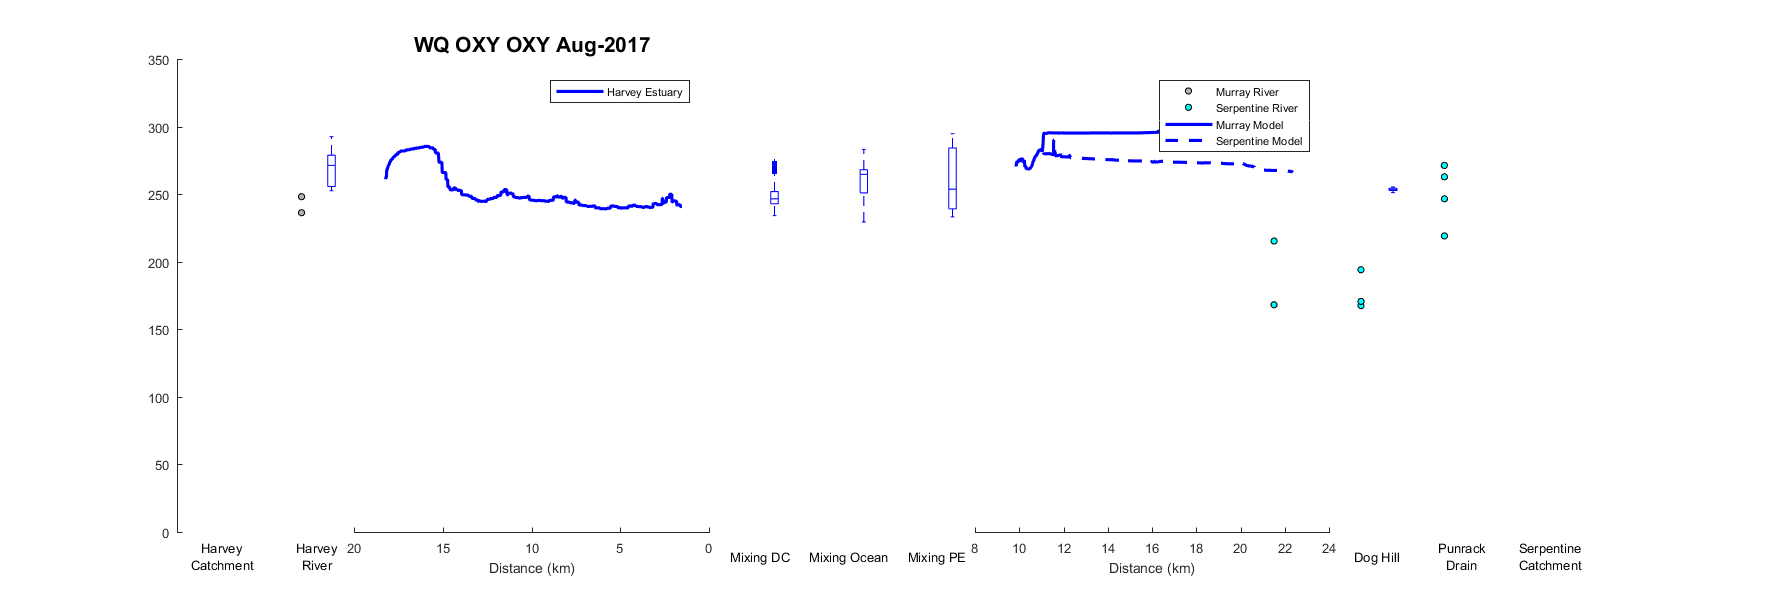 WQ OXY OXY Aug-2017
350
300
250
200
150
100
50
0
Harvey Estuary
Murray River
Serpentine River
Murray Model
Serpentine Model
20 15 10 5 0
Distance (km)
8 10 12 14 16 18 20 22 24
Distance (km)
Harvey
Catchment
Harvey
River
Mixing DC
Mixing Ocean
Mixing PE
Dog Hill
Punrack
Drain
Serpentine
Catchment